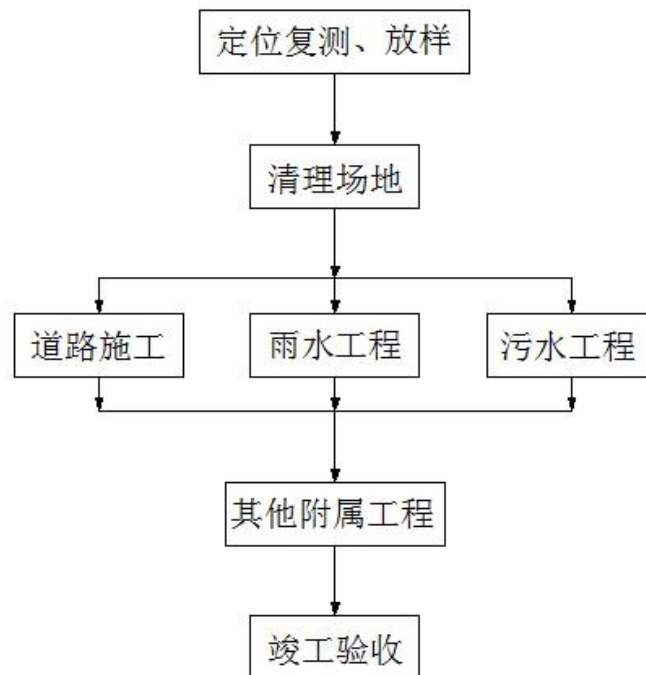 定位复测、放样
清理场地
道路施工
雨水工程
污水工程
其他附属工程
竣工验收